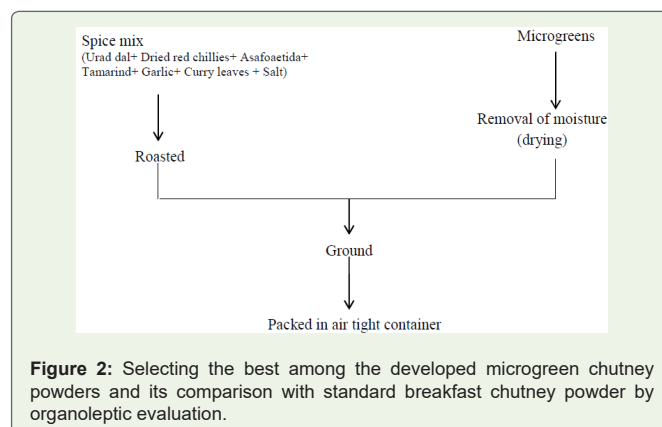 Spice mix
(Urad dal+ Dried red chillies+ Asafoaetida+
Tamarind+ Garlic+ Curry leaves + Salt)
Roasted
Microgreens
Removal of moisture
(drying)
Ground
Packed in air tight container
Figure 2: Selecting the best among the developed microgreen chutney
powders and its comparison with standard breakfast chutney powder by
organoleptic evaluation.